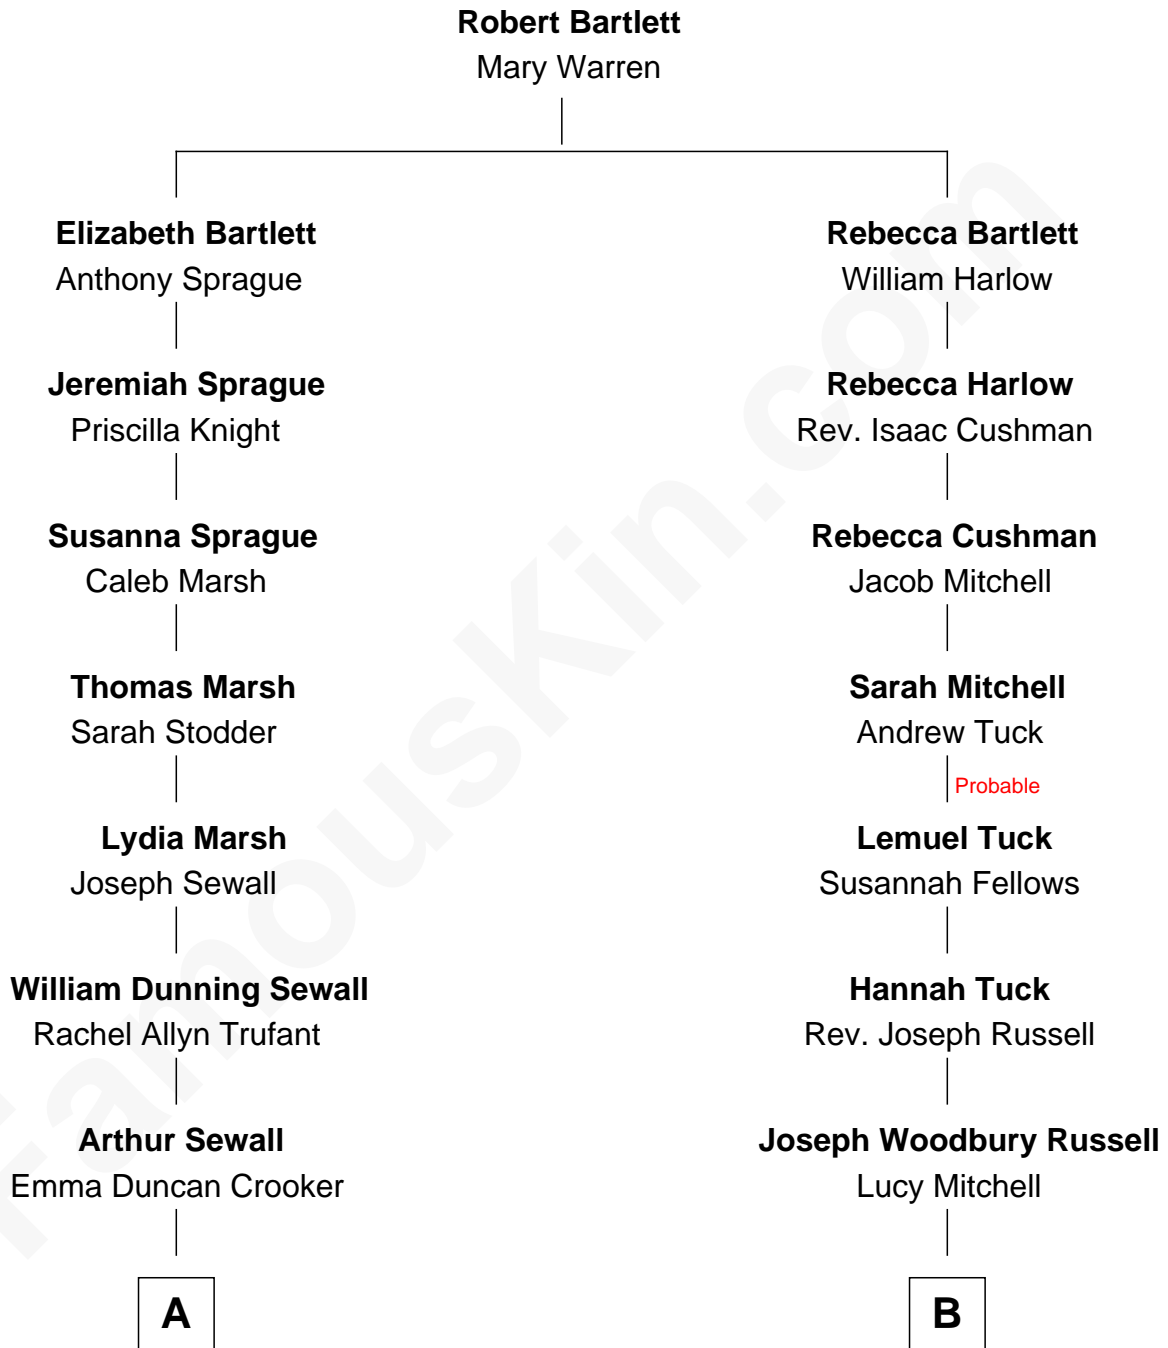 Robert Bartlett
Mary Warren
Elizabeth Bartlett
Anthony Sprague
Jeremiah Sprague
Priscilla Knight
Susanna Sprague
Caleb Marsh
Thomas Marsh
Sarah Stodder
Lydia Marsh
Joseph Sewall
William Dunning Sewall
Rachel Allyn Trufant
Arthur Sewall
Emma Duncan Crooker
A
Rebecca Bartlett
William Harlow
Rebecca Harlow
Rev. Isaac Cushman
Rebecca Cushman
Jacob Mitchell
Sarah Mitchell
Andrew Tuck
Probable
Lemuel Tuck
Susannah Fellows
Hannah Tuck
Rev. Joseph Russell
Joseph Woodbury Russell
Lucy Mitchell
B
FamousKin.com